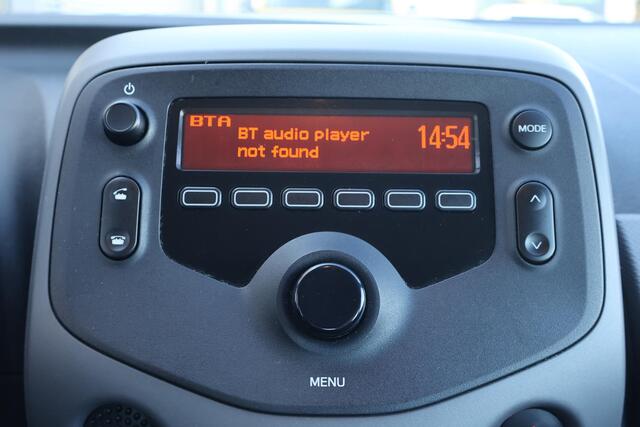 BTA
BT audio player
not found
14:54
MODE
MENU